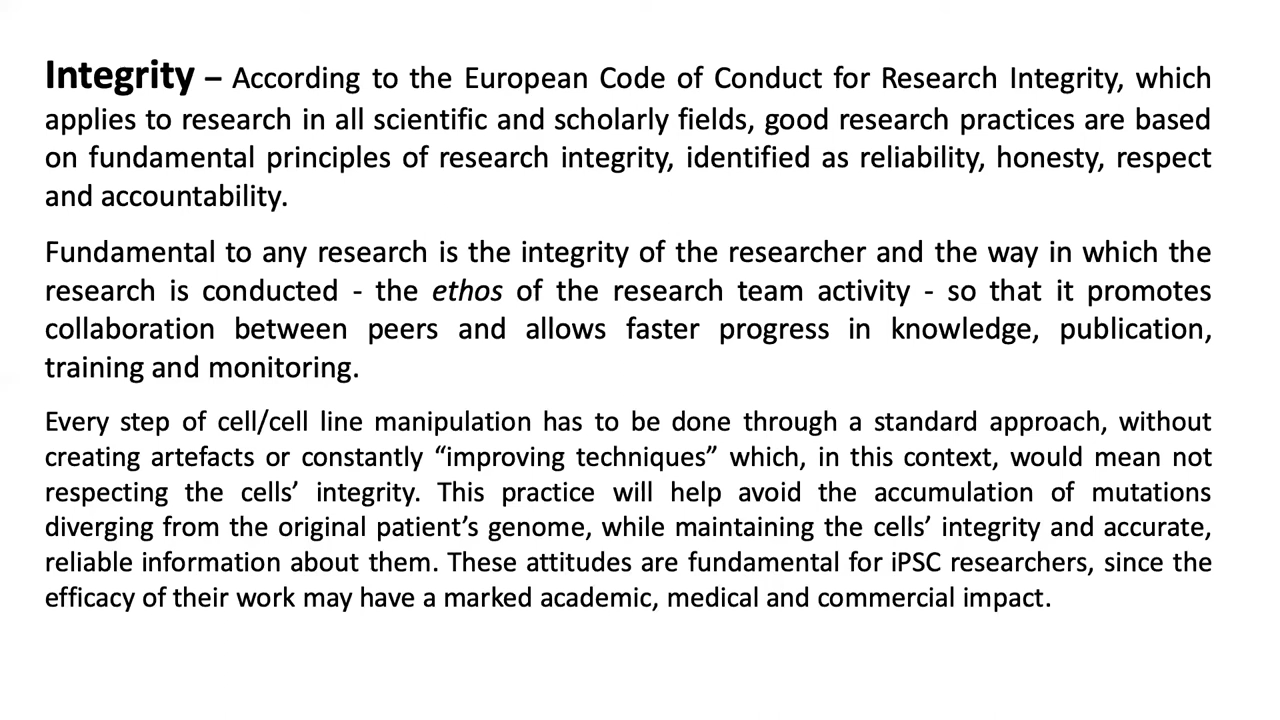 Integrity – According to the European Code of Conduct for Research Integrity, which
applies to research in all scientific and scholarly fields, good research practices are based
on fundamental principles of research integrity, identified as reliability, honesty, respect
and accountability.
Fundamental to any research is the integrity of the researcher and the way in which the
research is conducted - the ethos of the research team activity - so that it promotes
collaboration between peers and allows faster progress in knowledge, publication,
training and monitoring.
Every step of cell/cell line manipulation has to be done through a standard approach, without
creating artefacts or constantly “improving techniques” which, in this context, would mean not
respecting the cells’ integrity. This practice will help avoid the accumulation of mutations
diverging from the original patient’s genome, while maintaining the cells’ integrity and accurate,
reliable information about them. These attitudes are fundamental for iPSC researchers, since the
efficacy of their work may have a marked academic, medical and commercial impact.